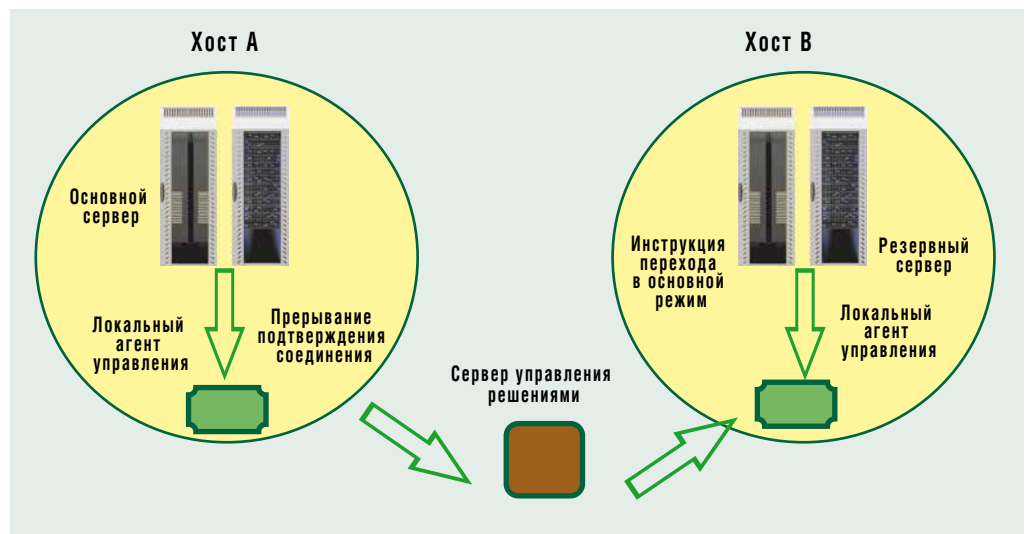 Хост А
Хост В
Основной
сервер
Локальный
агент
управления
Прерывание
подтверждения
соединения
Сервер управления
решениями
Инструкция
перехода
в основной
режим
Резервный
сервер
Локальный
агент
управления